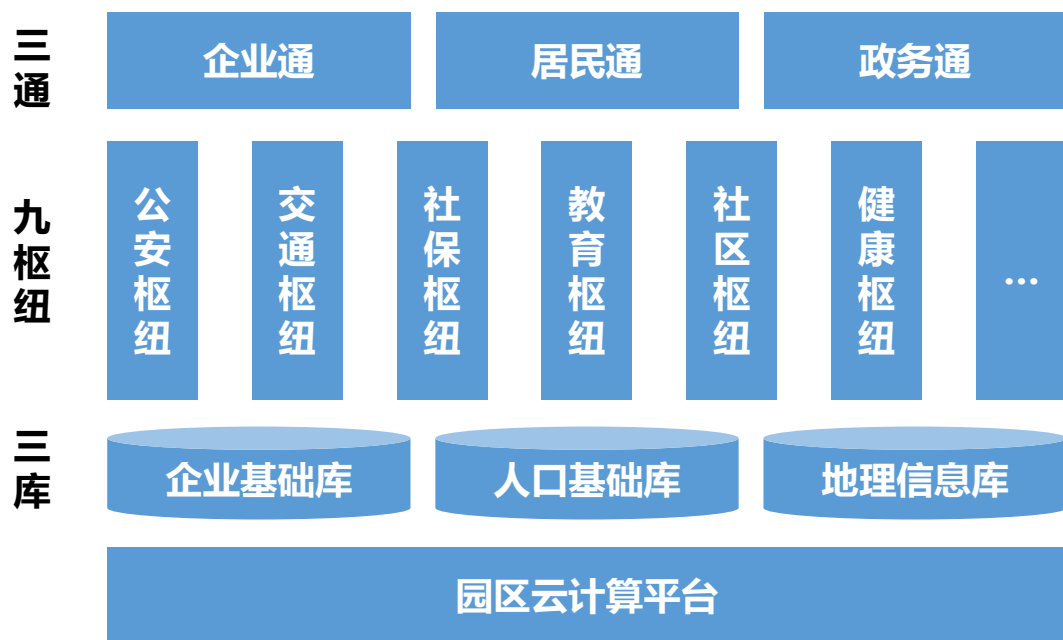 三通
企业通
居民通
政务通
九枢纽
公安枢纽
交通枢纽
社保枢纽
教育枢纽
社区枢纽
健康枢纽
...
三库
企业基础库
人口基础库
地理信息库
园区云计算平台